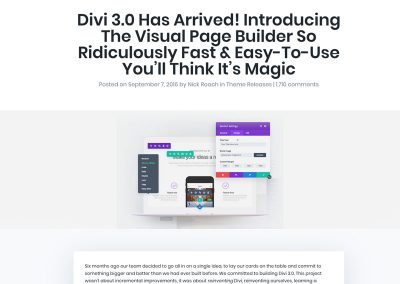 Divi 3.0 Has Arrived! Introducing
The Visual Page Builder So
Ridiculously Fast & Easy-To-Use
You'll Think It's Magic
Posted on September 7, 2016 by Nick Roach in Theme Releases | 1,710 comments
Six months ago our team decided to go all in on a single idea, to lay our cards on the table and commit to
something bigger and better than we had ever built before. We committed to building Divi 3.0. This project
wasn't about incremental improvements, it was about reinventing Divi, reinventing ourselves, learning a